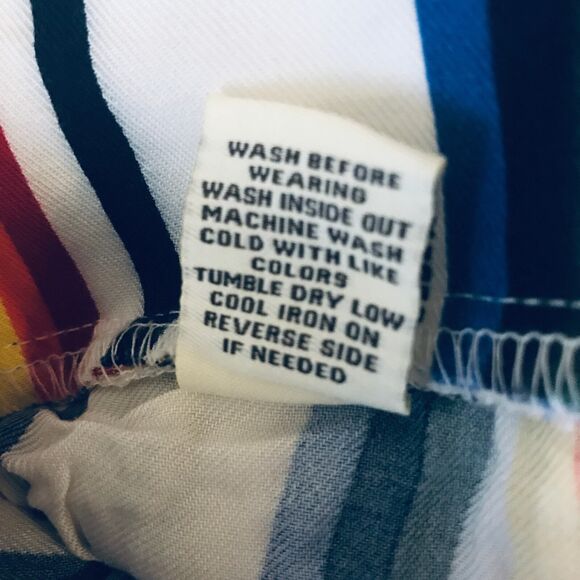 WASH BEFORE
WEARING
WASH INSIDE OUT
MACHINE WASH
COLD WITH LIKE
COLORS
TUMBLE DRY LOW
COOL IRON ON
REVERSE SIDE
IF NEEDED